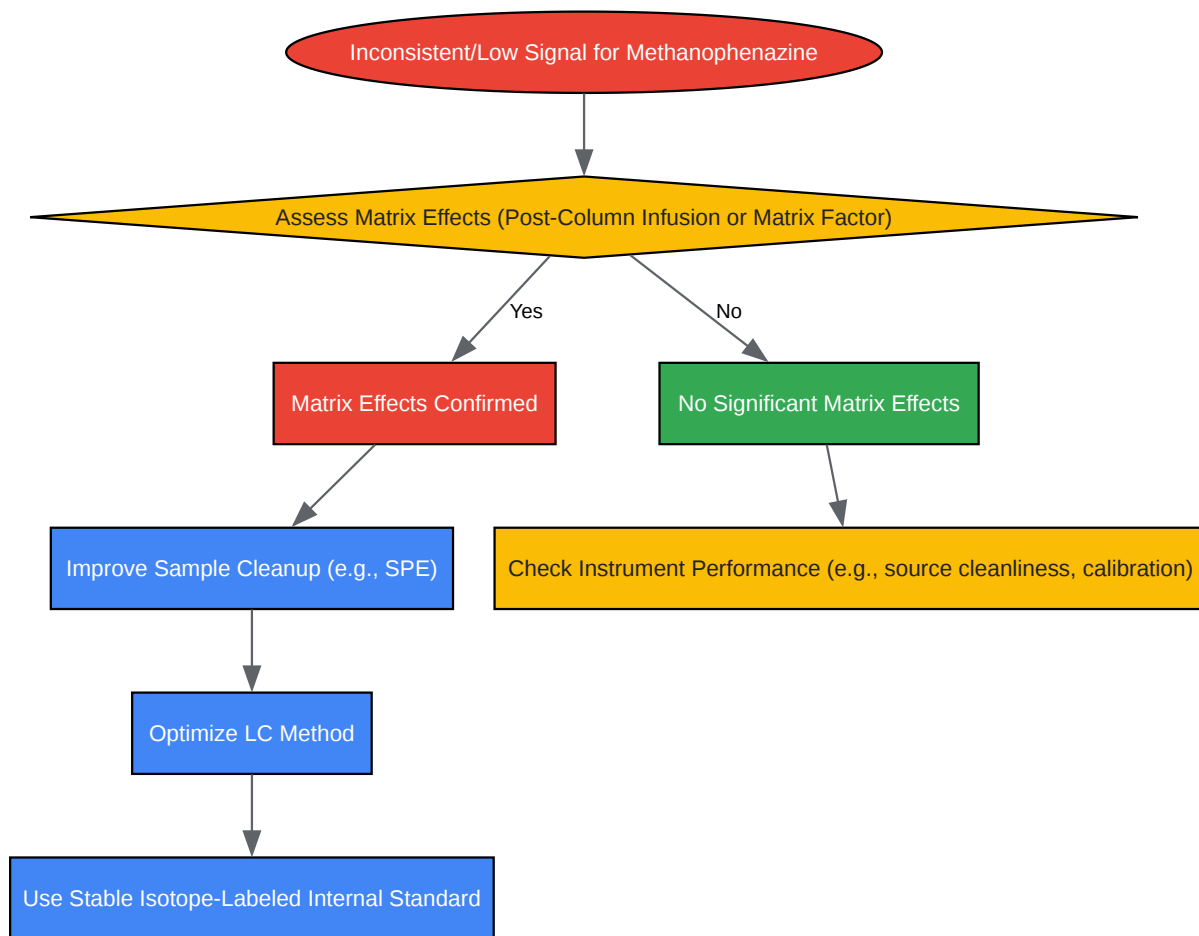 Inconsistent/Low Signal for Methanophenazine
Assess Matrix Effects (Post-Column Infusion or Matrix Factor)
Yes
No
Matrix Effects Confirmed
No Significant Matrix Effects
Improve Sample Cleanup (e.g., SPE)
Check Instrument Performance (e.g., source cleanliness, calibration)
Optimize LC Method
Use Stable Isotope-Labeled Internal Standard